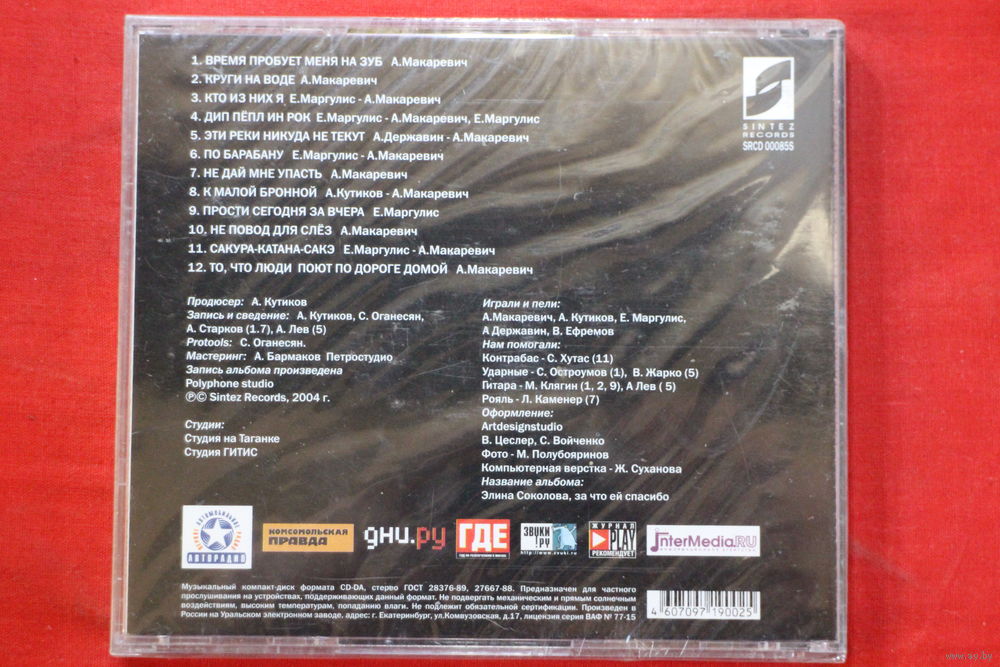 1. ВРЕМЯ ПРОБУЕТ МЕНЯ НА ЗУБ А.Макаревич
2. КРУГИ НА ВОДЕ А.Макаревич
3. КТО ИЗ НИХ Я Е.Маргулис - А.Макаревич
4. ДИП ПЁПЛ ИН РОК Е.Маргулис - А.Макаревич, Е.Маргулис
5. ЭТИ РЕКИ НИКУДА НЕ ТЕКУТ А.Державин - А.Макаревич
6. ПО БАРАБАНУ Е.Маргулис - А.Макаревич
7. НЕ ДАЙ МНЕ УПАСТЬ А.Макаревич
8. К МАЛОЙ БРОННОЙ А.Кутиков - А.Макаревич
9. ПРОСТИ СЕГОДНЯ ЗА ВЧЕРА Е.Маргулис
10. НЕ ПОВОД ДЛЯ СЛЁЗ А.Макаревич
11. САКУРА-КАТАНА-САКЭ Е.Маргулис - А.Макаревич
12. ТО, ЧТО ЛЮДИ ПОЮТ ПО ДОРОГЕ ДОМОЙ А.Макаревич
SINTEZ
RECORDS
SRCD 00085S
Продюсер: А. Кутиков
Запись и сведение: А. Кутиков, С. Оганесян,
А. Старков (1.7), А. Лев (5)
Protools: С. Оганесян.
Мастеринг: А. Бармаков Петростудио
Запись альбома произведена
Polyphone studio
℗© Sintez Records, 2004 г.
Студии:
Студия на Таганке
Студия ГИТИС
Играли и пели:
А.Макаревич, А. Кутиков, Е. Маргулис,
А Державин, В. Ефремов
Нам помогали:
Контрабас - С. Хутас (11)
Ударные - С. Остроумов (1), В. Жарко (5)
Гитара - М. Клягин (1, 2, 9), А Лев ( 5)
Рояль - Л. Каменер (7)
Оформление:
Artdesignstudio
В. Цеслер, С. Войченко
Фото - М. Полубояринов
Компьютерная верстка - Ж. Суханова
Название альбома:
Элина Соколова, за что ей спасибо
АВТОМОБИЛЬНОЕ
АВТОРАДИО
КОМСОМОЛЬСКАЯ
ПРАВДА
дни.ру
ГДЕ
ЗВУКИ
.РУ
http://www.zvuki.ru
ЖУРНАЛ
PLAY
РЕКОМЕНДУЕТ
InterMedia.RU
Музыкальный компакт-диск формата CD-DA, стерео ГОСТ 28376-89, 27667-88. Предназначен для частного
прослушивания на устройствах, поддерживающих данный формат. Не подвергать механическим и прямым солнечным
воздействиям, высоким температурам, попаданию влаги. Не подлежит обязательной сертификации. Произведен в
России на Уральском электронном заводе, адрес: г. Екатеринбург, ул.Комвузовская, д.17, лицензия серия ВАФ № 77-15
4 607097 190025
www.ay.by